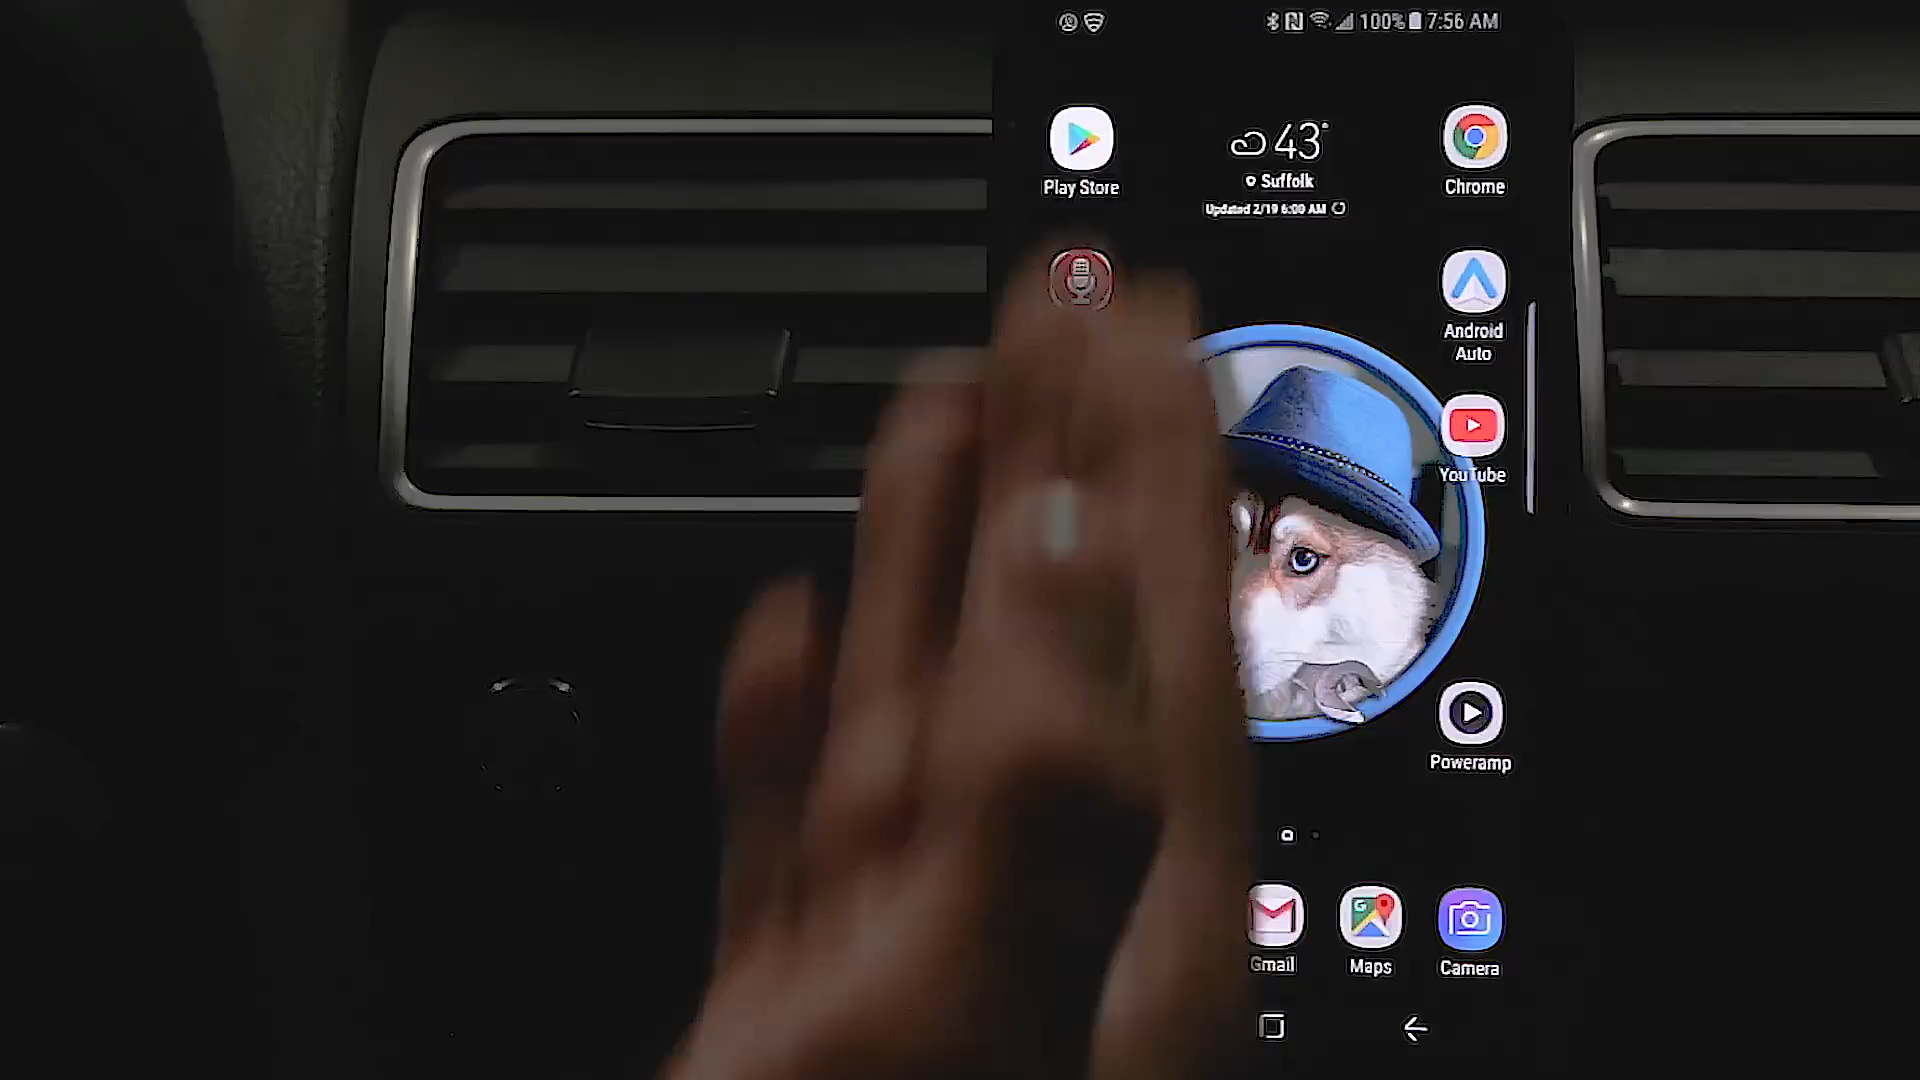 100% 7:56 AM
Play Store
43°
Suffolk
Updated 2/19 6:00 AM
Chrome
Android
Auto
YouTube
Poweramp
Gmail
Maps
Camera